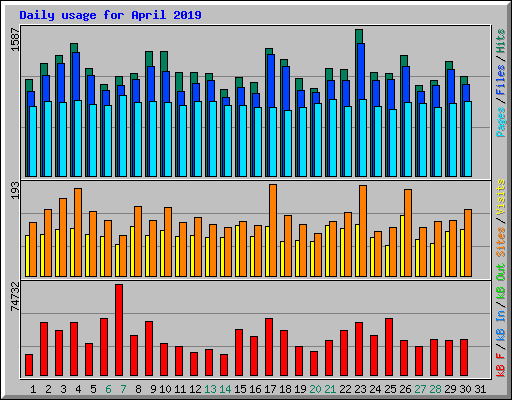 Daily usage for April 2019
1587
193
74732
Pages / Files / Hits
Sites / Visits
kB F / kB In / kB Out
1 2 3 4 5 6 7 8 9 10 11 12 13 14 15 16 17 18 19 20 21 22 23 24 25 26 27 28 29 30 31